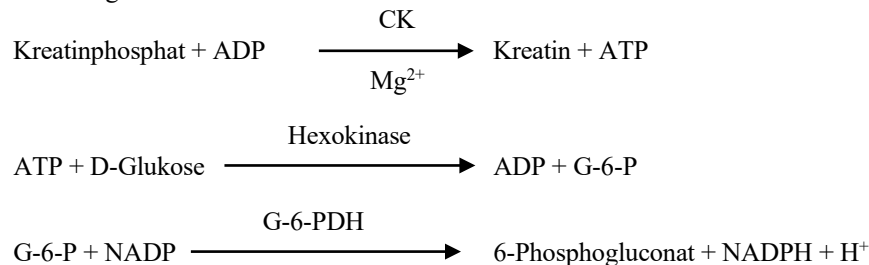 CK
Kreatinphosphat + ADP Kreatin + ATP
Mg²⁺
Hexokinase
ATP + D-Glukose ADP + G-6-P
G-6-PDH
G-6-P + NADP 6-Phosphogluconat + NADPH + H⁺